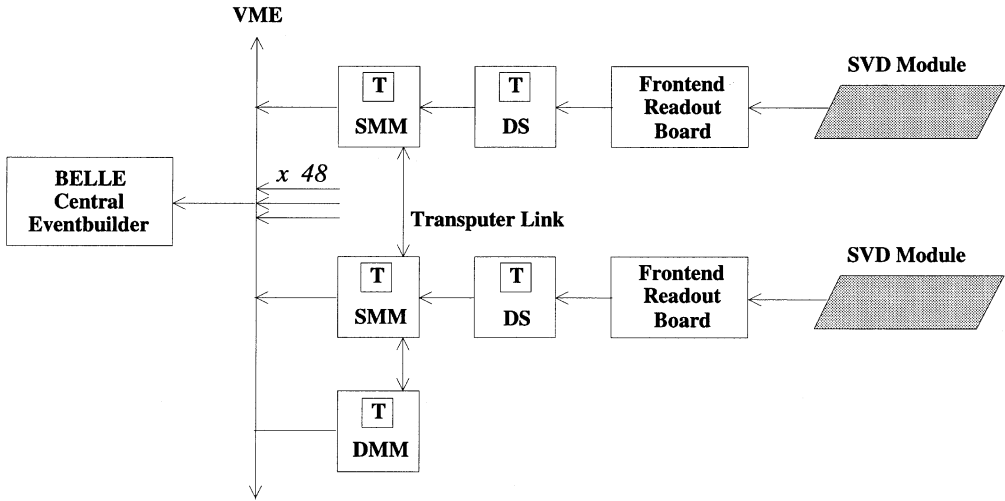 VME
T
SMM
T
DS
Frontend
Readout
Board
SVD Module
BELLE
Central
Eventbuilder
x 48
Transputer Link
T
SMM
T
DS
Frontend
Readout
Board
SVD Module
T
DMM